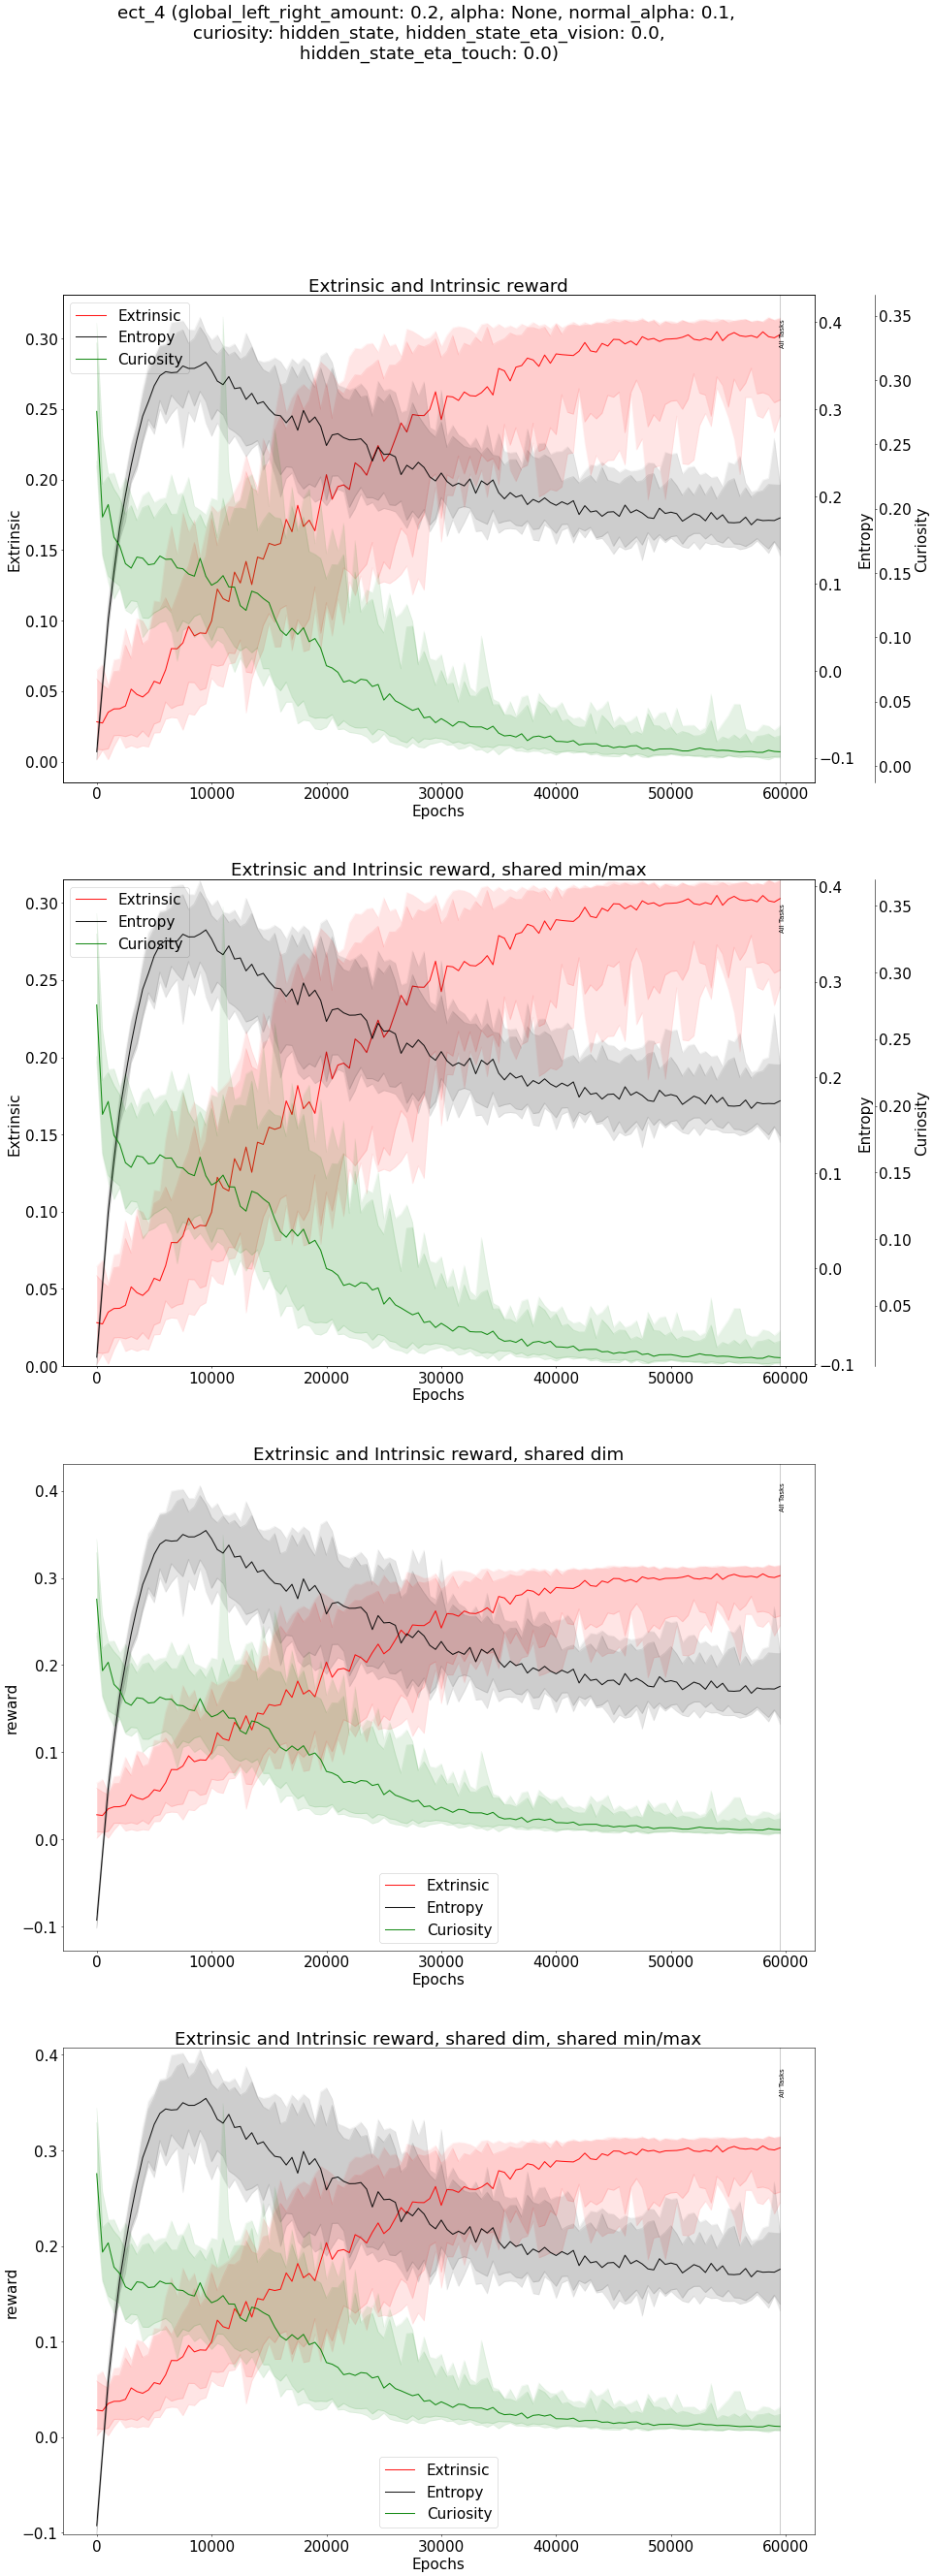 ect_4 (global_left_right_amount: 0.2, alpha: None, normal_alpha: 0.1,
curiosity: hidden_state, hidden_state_eta_vision: 0.0,
hidden_state_eta_touch: 0.0)
Extrinsic and Intrinsic reward
Extrinsic
Entropy
Curiosity
All Tasks
0.30
0.25
0.20
0.15
0.10
0.05
0.00
Extrinsic
0.4
0.3
0.2
0.1
0.0
−0.1
Entropy
0.35
0.30
0.25
0.20
0.15
0.10
0.05
0.00
Curiosity
0 10000 20000 30000 40000 50000 60000
Epochs
Extrinsic and Intrinsic reward, shared min/max
Extrinsic
Entropy
Curiosity
All Tasks
0.30
0.25
0.20
0.15
0.10
0.05
0.00
Extrinsic
0.4
0.3
0.2
0.1
0.0
−0.1
Entropy
0.35
0.30
0.25
0.20
0.15
0.10
0.05
Curiosity
0 10000 20000 30000 40000 50000 60000
Epochs
Extrinsic and Intrinsic reward, shared dim
All Tasks
0.4
0.3
0.2
0.1
0.0
−0.1
reward
Extrinsic
Entropy
Curiosity
0 10000 20000 30000 40000 50000 60000
Epochs
Extrinsic and Intrinsic reward, shared dim, shared min/max
All Tasks
0.4
0.3
0.2
0.1
0.0
−0.1
reward
Extrinsic
Entropy
Curiosity
0 10000 20000 30000 40000 50000 60000
Epochs